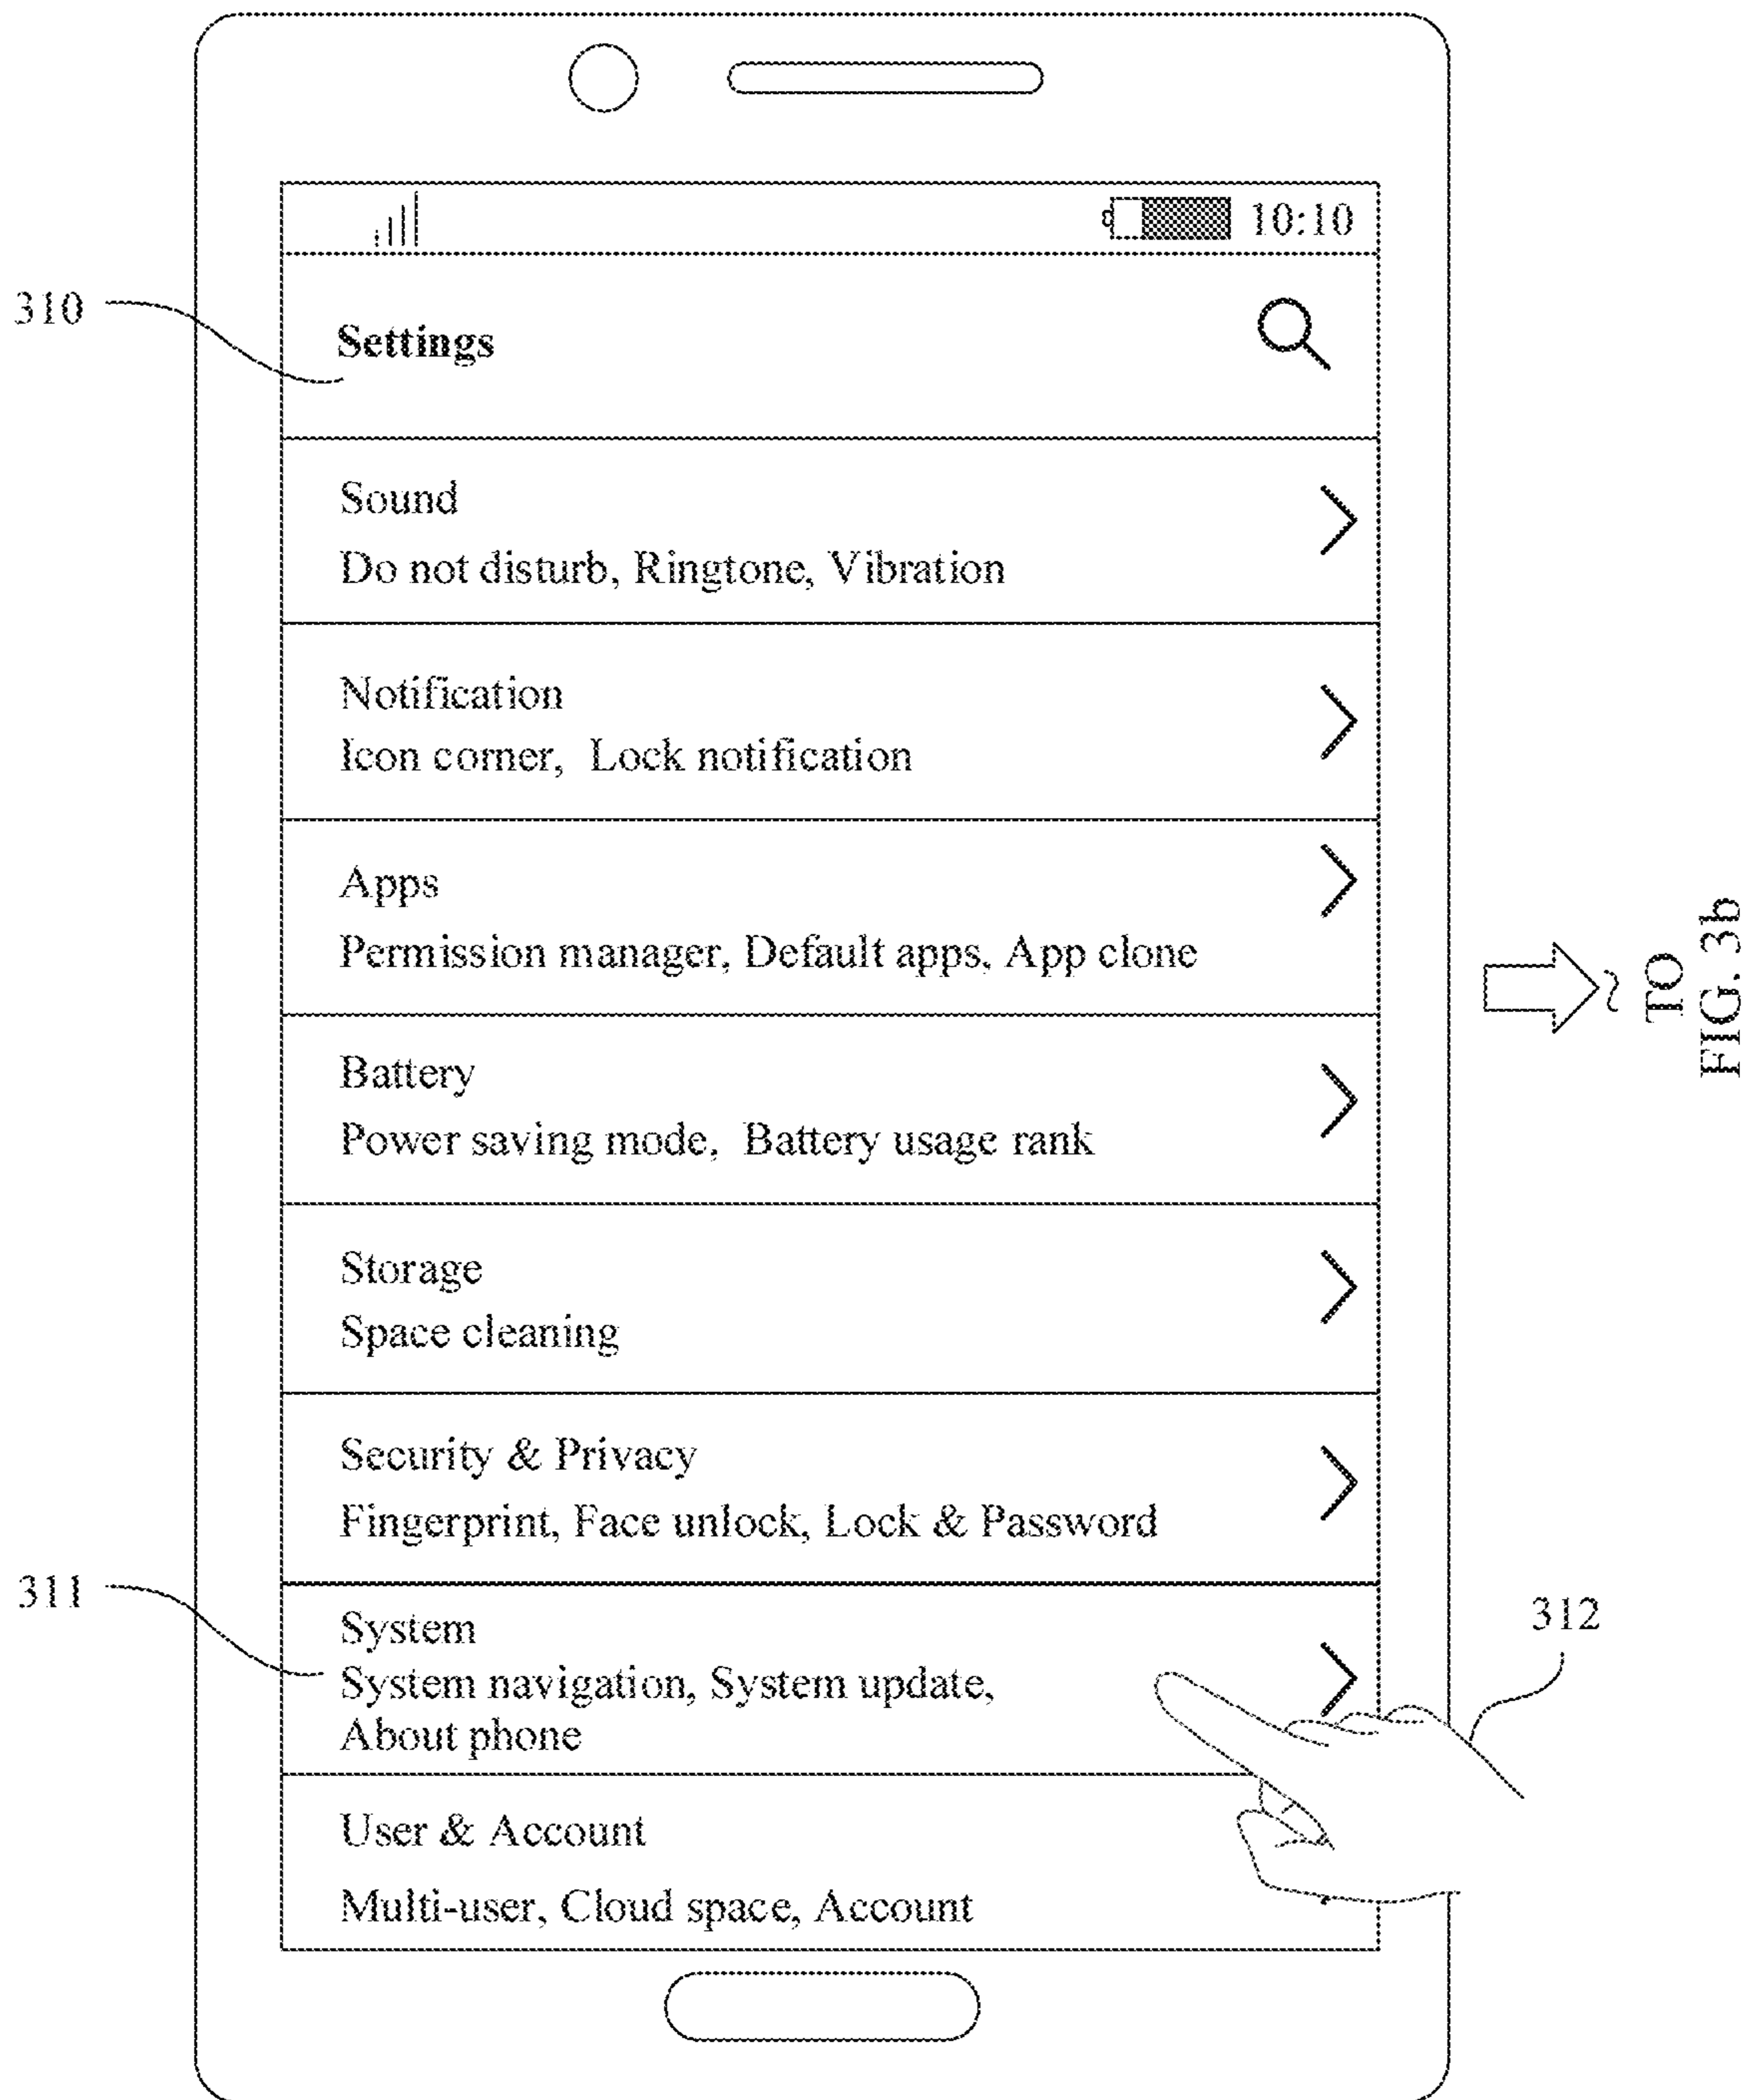 10:10
310
Settings
Sound
Do not disturb, Ringtone, Vibration
Notification
Icon corner, Lock notification
Apps
Permission manager, Default apps, App clone
TO
FIG. 3b
Battery
Power saving mode, Battery usage rank
Storage
Space cleaning
Security & Privacy
Fingerprint, Face unlock, Lock & Password
311
312
System
System navigation, System update,
About phone
User & Account
Multi-user, Cloud space, Account